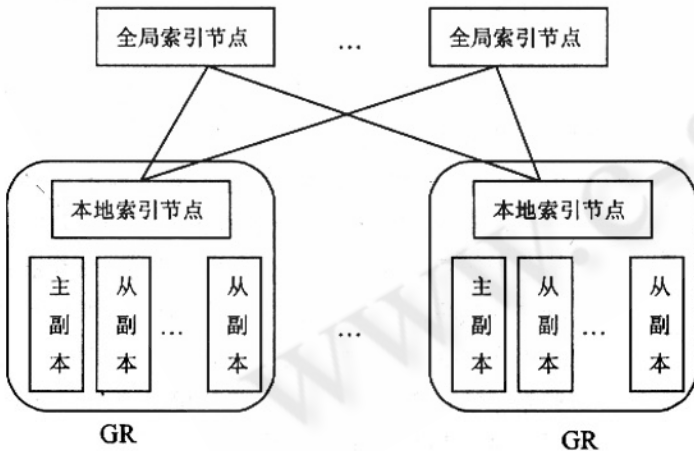 全局索引节点 … 全局索引节点
本地索引节点
主副本 从副本 … 从副本
GR
…
本地索引节点
主副本 从副本 … 从副本
GR
www.c-s